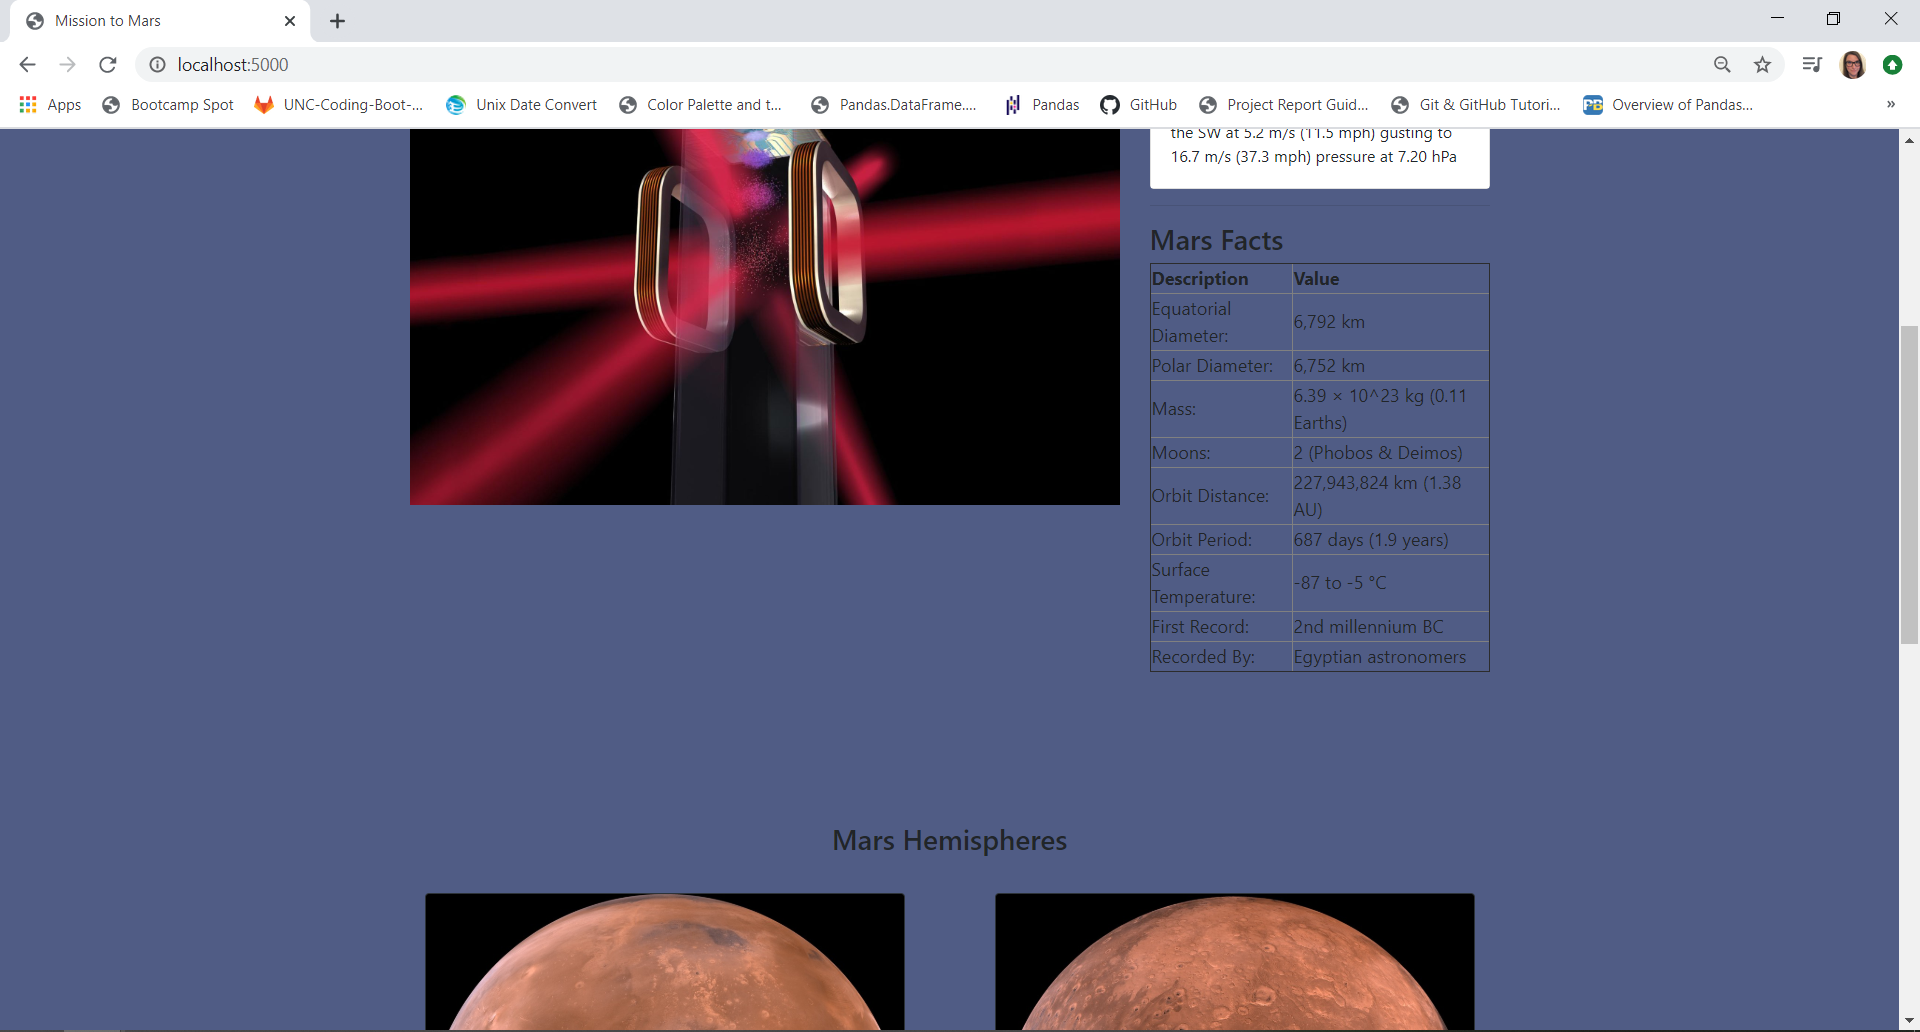 Mission to Mars
localhost:5000
Apps
Bootcamp Spot
UNC-Coding-Boot-...
Unix Date Convert
Color Palette and t...
Pandas.DataFrame....
Pandas
GitHub
Project Report Guid...
Git & GitHub Tutori...
Overview of Pandas...
»
the SW at 5.2 m/s (11.5 mph) gusting to
16.7 m/s (37.3 mph) pressure at 7.20 hPa
Mars Facts
Description Value
Equatorial
Diameter: 6,792 km
Polar Diameter: 6,752 km
Mass: 6.39 × 10^23 kg (0.11
Earths)
Moons: 2 (Phobos & Deimos)
Orbit Distance: 227,943,824 km (1.38
AU)
Orbit Period: 687 days (1.9 years)
Surface
Temperature: -87 to -5 °C
First Record: 2nd millennium BC
Recorded By: Egyptian astronomers
Mars Hemispheres